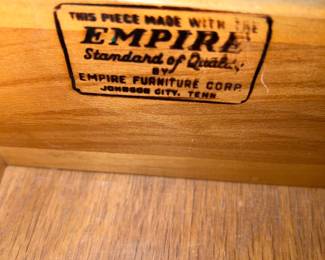 THIS PIECE MADE WITH THE
EMPIRE
Standard of Quality
BY
EMPIRE FURNITURE CORP.
JOHNSON CITY, TENN.